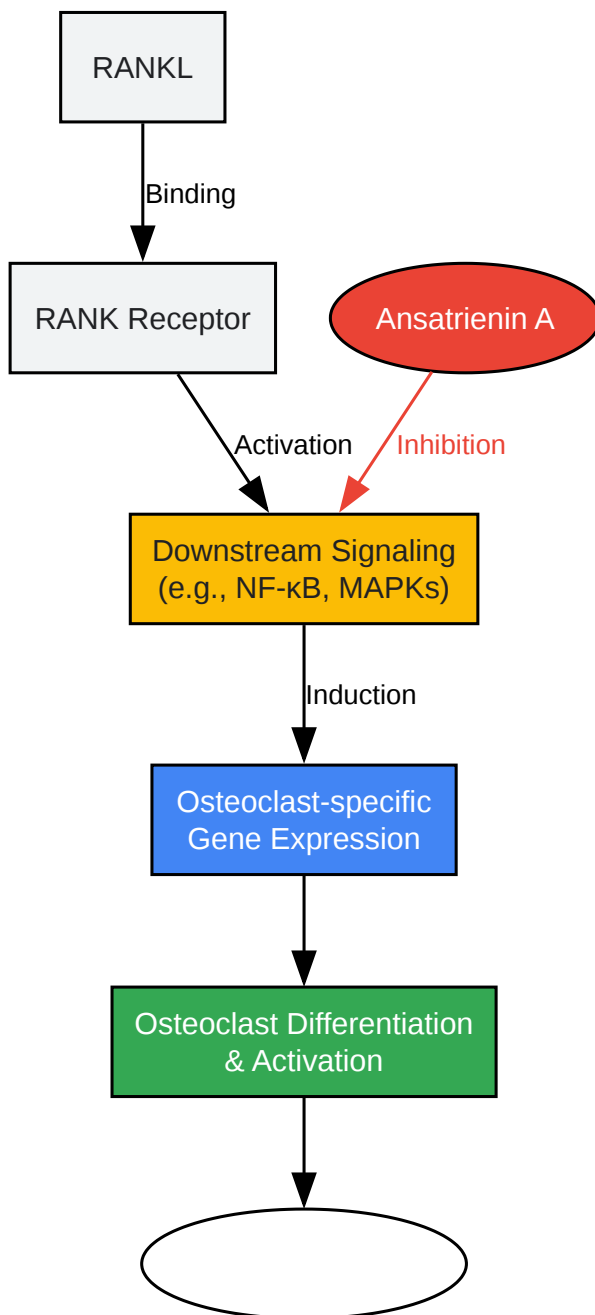 RANKL
Binding
RANK Receptor
Ansatrienin A
Activation
Inhibition
Downstream Signaling
(e.g., NF-κB, MAPKs)
Induction
Osteoclast-specific
Gene Expression
Osteoclast Differentiation
& Activation